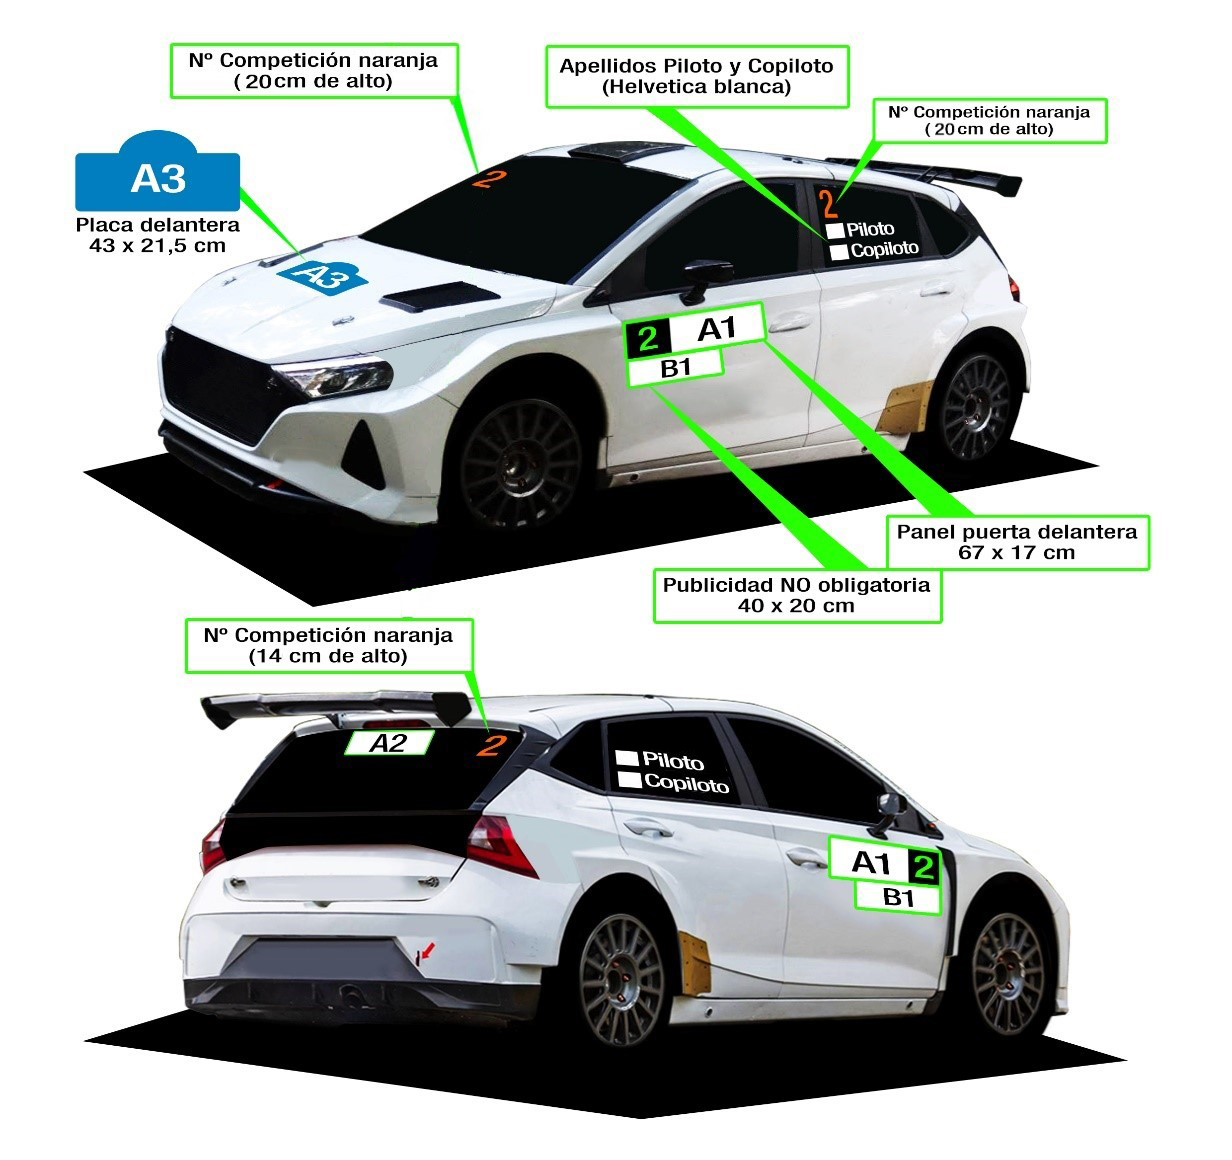 Nº Competición naranja
( 20cm de alto)
Apellidos Piloto y Copiloto
(Helvetica blanca)
Nº Competición naranja
( 20cm de alto)
A3
Placa delantera
43 x 21,5 cm
2
2
Piloto
Copiloto
A3
2 A1
B1
Panel puerta delantera
67 x 17 cm
Publicidad NO obligatoria
40 x 20 cm
Nº Competición naranja
(14 cm de alto)
A2
2
Piloto
Copiloto
A1 2
B1